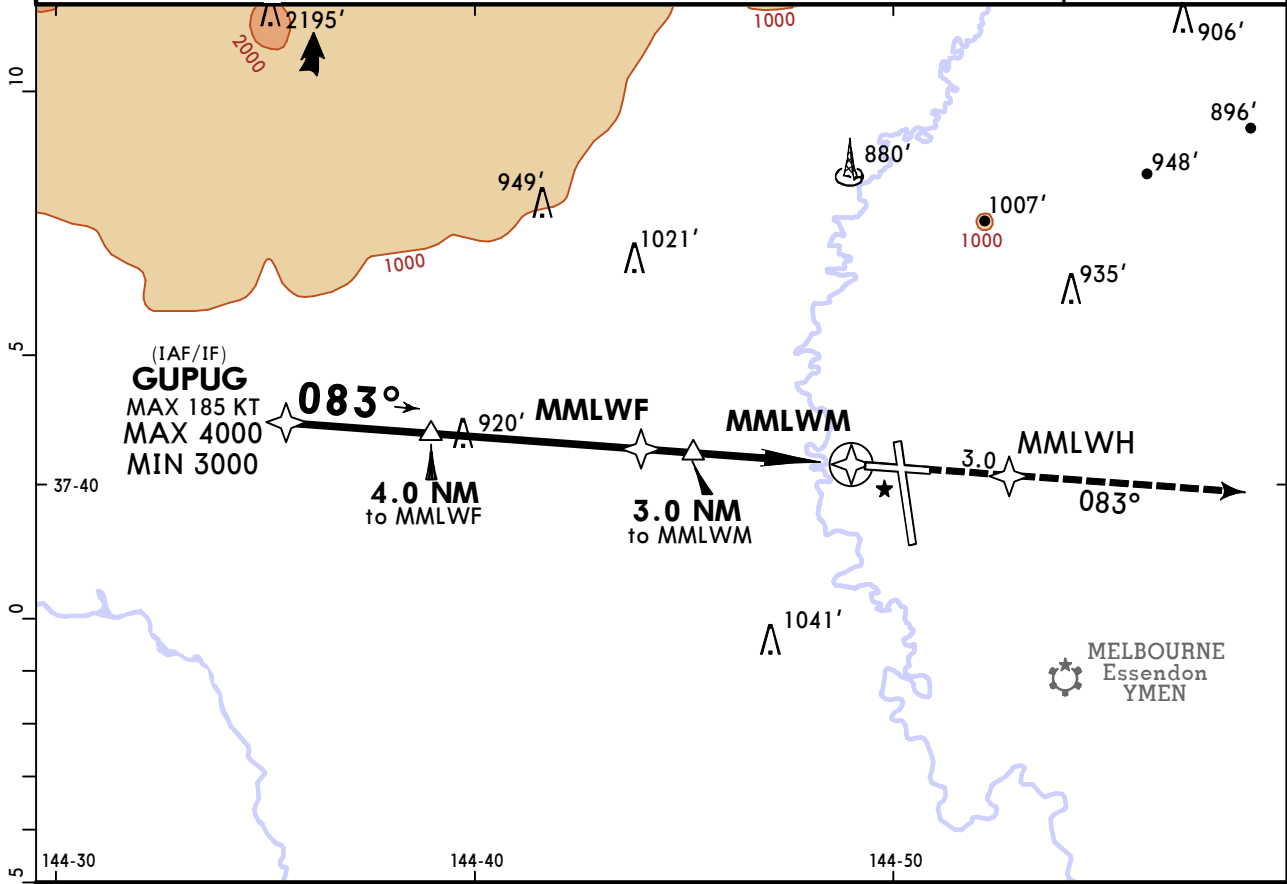 2195′
2000
1000
906′
10
896′
880′
948′
949′
1007′
1000
1021′
1000
935′
5
(IAF/IF)
GUPUG
MAX 185 KT
MAX 4000
MIN 3000
083°
920′
MMLWF
MMLWM
MMLWH
3.0
083°
37-40
4.0 NM
to MMLWF
3.0 NM
to MMLWM
0
1041′
MELBOURNE
Essendon
YMEN
144-30
144-40
144-50
5